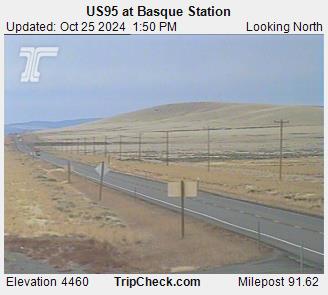 US95 at Basque Station
Updated: Oct 25 2024 1:50 PM Looking North
Elevation 4460 TripCheck.com Milepost 91.62